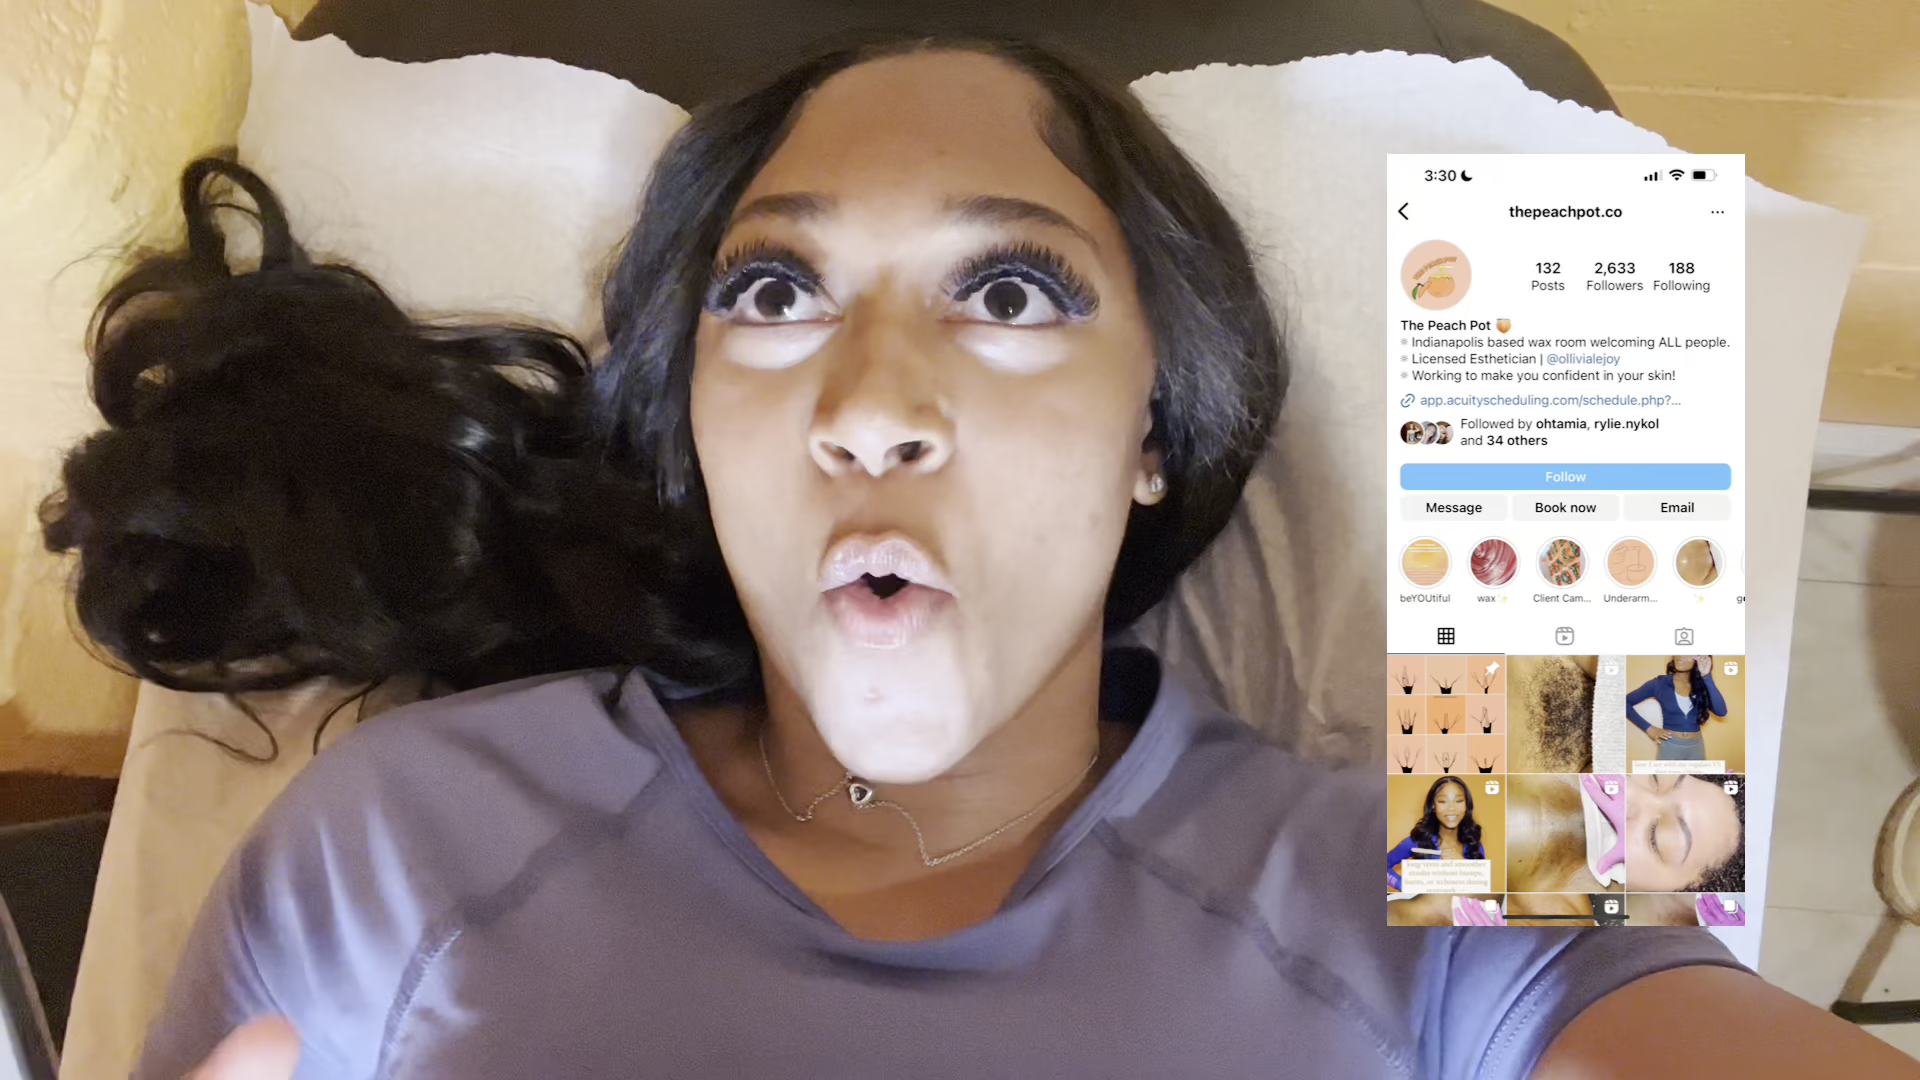 3:30
thepeachpot.co
132
2,633
188
Posts
Followers
Following
The Peach Pot
Indianapolis based wax room welcoming ALL people.
Licensed Esthetician | @ollivialejoy
Working to make you confident in your skin!
app.acuityscheduling.com/schedule.php?...
Followed by ohtamia, rylie.nykol
and 34 others
Follow
Message
Book now
Email
beYOUtiful
wax
Client Cam...
Underarm...